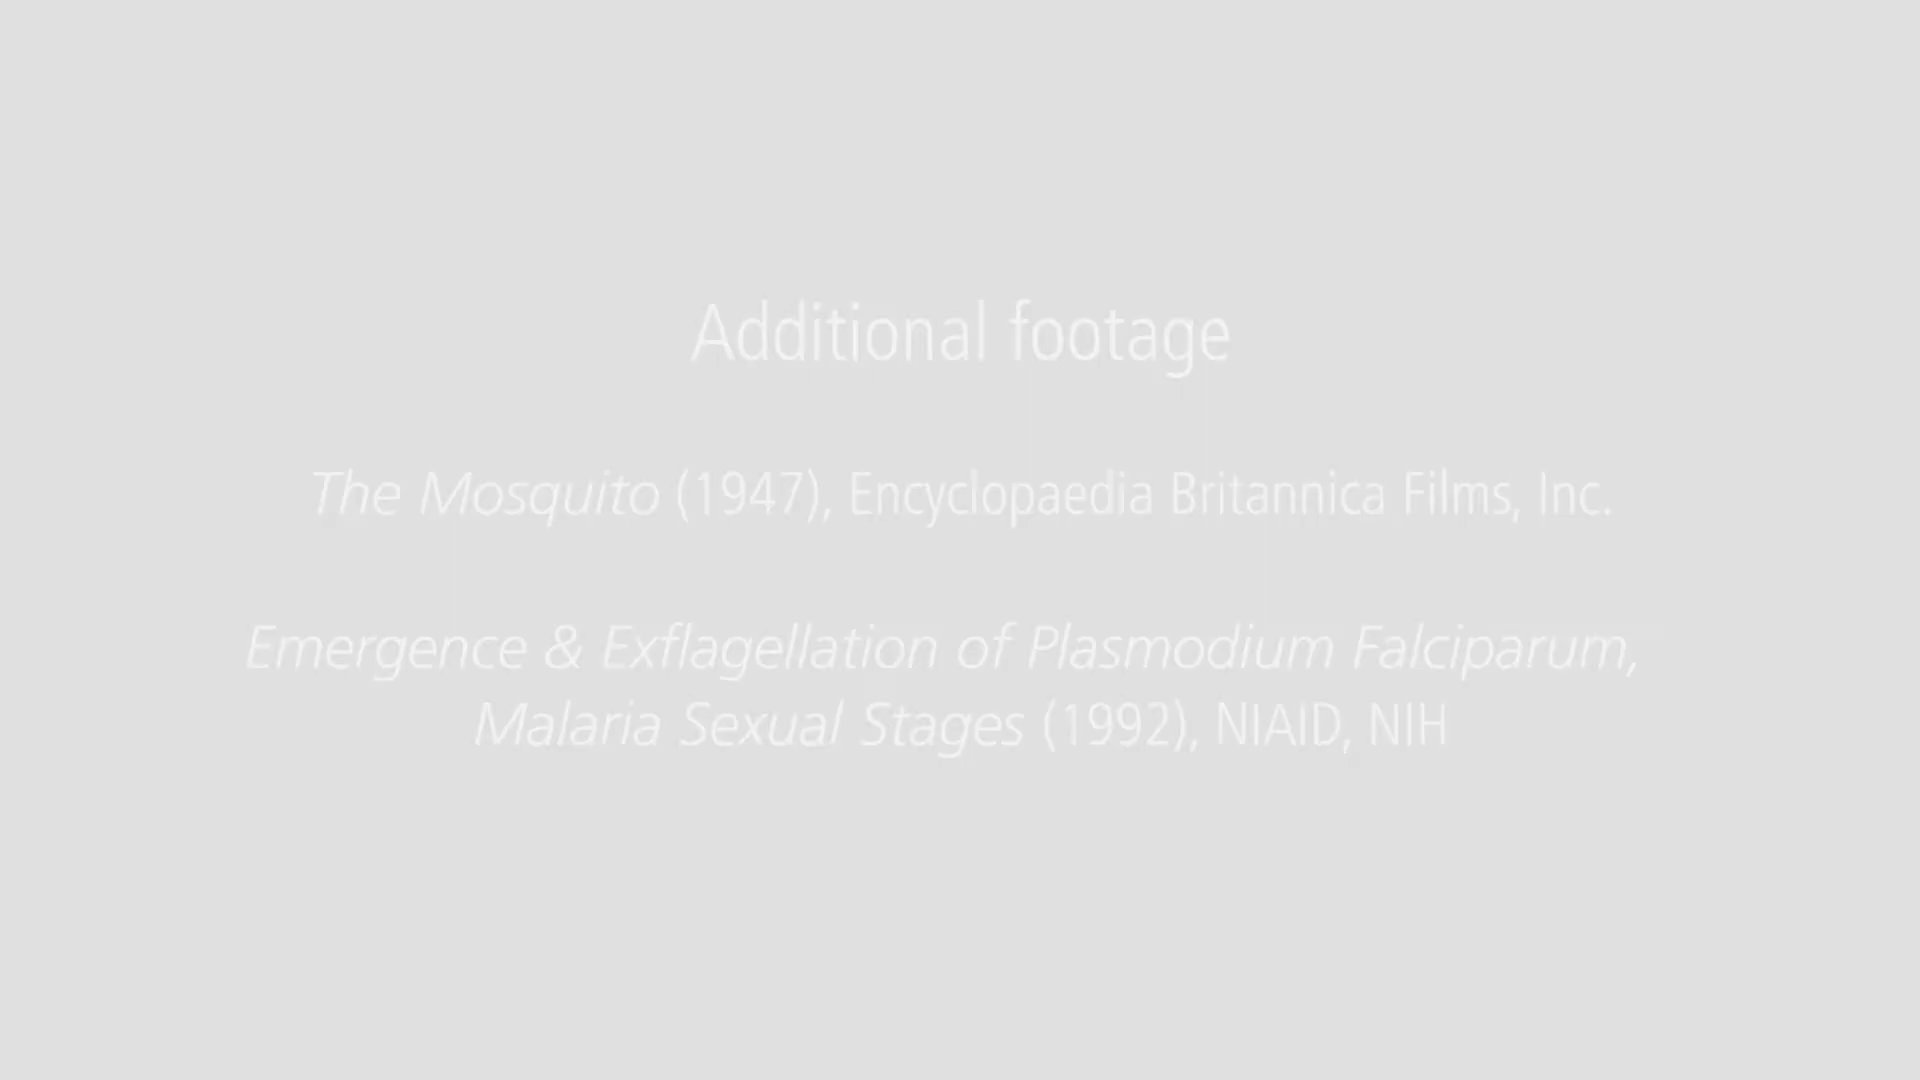 Additional footage
The Mosquito (1947), Encyclopaedia Britannica Films, Inc.
Emergence & Exflagellation of Plasmodium Falciparum,
Malaria Sexual Stages (1992), NIAID, NIH